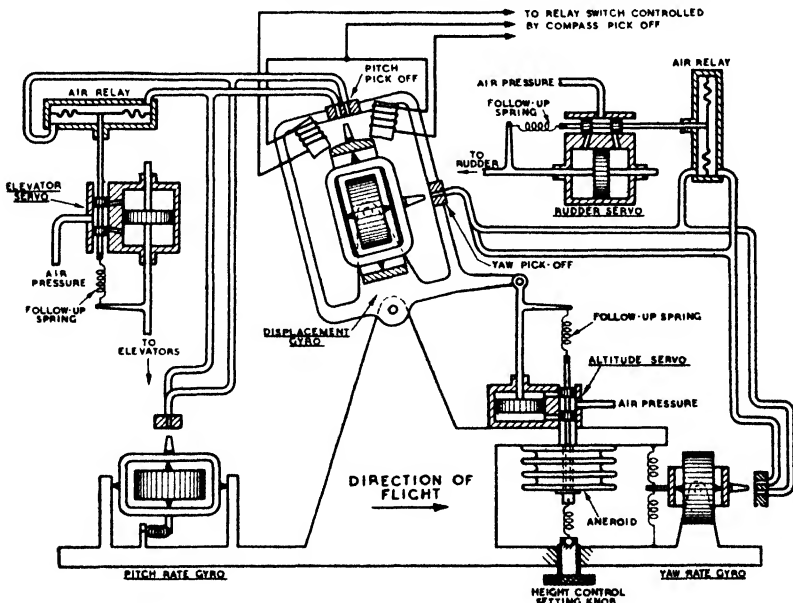 TO RELAY SWITCH CONTROLLED
BY COMPASS PICK OFF
PITCH
PICK OFF
AIR RELAY
AIR RELAY
AIR PRESSURE
FOLLOW-UP
SPRING
TO
RUDDER
RUDDER SERVO
ELEVATOR
SERVO
AIR
PRESSURE
FOLLOW-UP
SPRING
TO
ELEVATORS
YAW PICK-OFF
DISPLACEMENT
GYRO
FOLLOW-UP SPRING
ALTITUDE SERVO
AIR PRESSURE
DIRECTION OF
FLIGHT
ANEROID
PITCH RATE GYRO
HEIGHT CONTROL
SETTING KNOB
YAW RATE GYRO